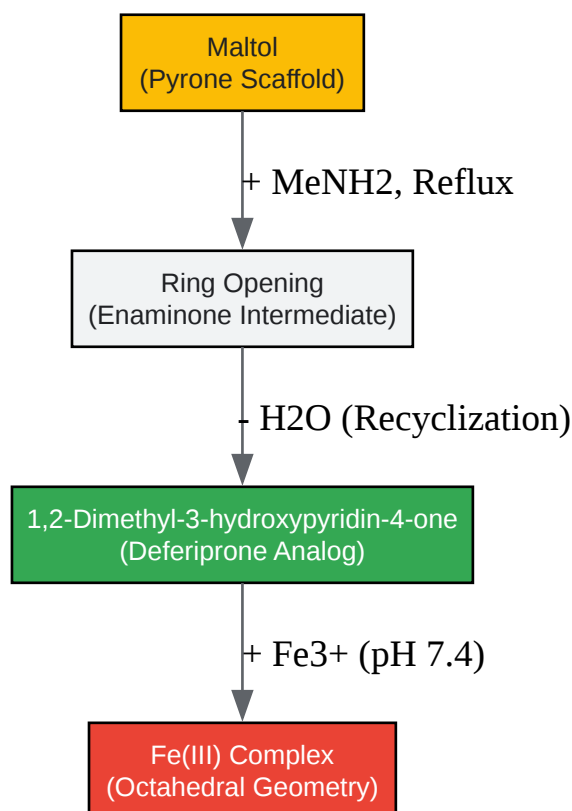 Maltol
(Pyrone Scaffold)
+ MeNH2, Reflux
Ring Opening
(Enaminone Intermediate)
- H2O (Recyclization)
1,2-Dimethyl-3-hydroxypyridin-4-one
(Deferiprone Analog)
+ Fe3+ (pH 7.4)
Fe(III) Complex
(Octahedral Geometry)